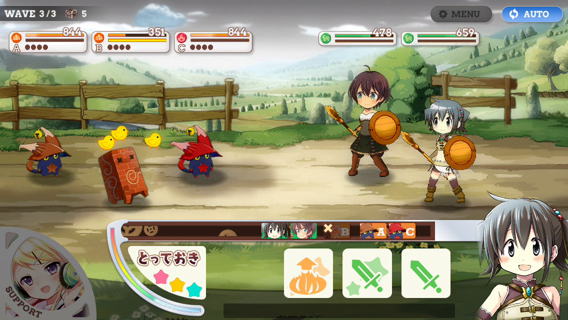 WAVE 3/3 5
MENU
AUTO
844 351 844
A B C
478 659
B A C
とっておき
SUPPORT